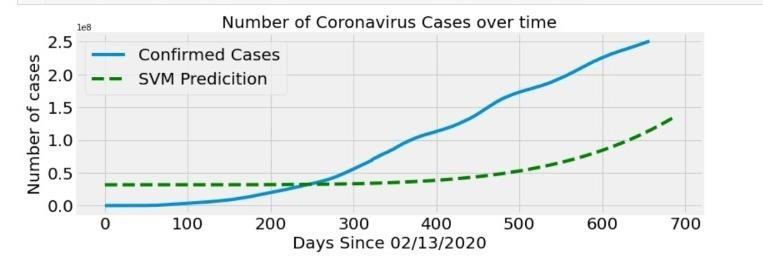 Number of Coronavirus Cases over time
1e8
2.5
2.0
1.5
1.0
0.5
0.0
Number of cases
Confirmed Cases
SVM Predicition
0 100 200 300 400 500 600 700
Days Since 02/13/2020